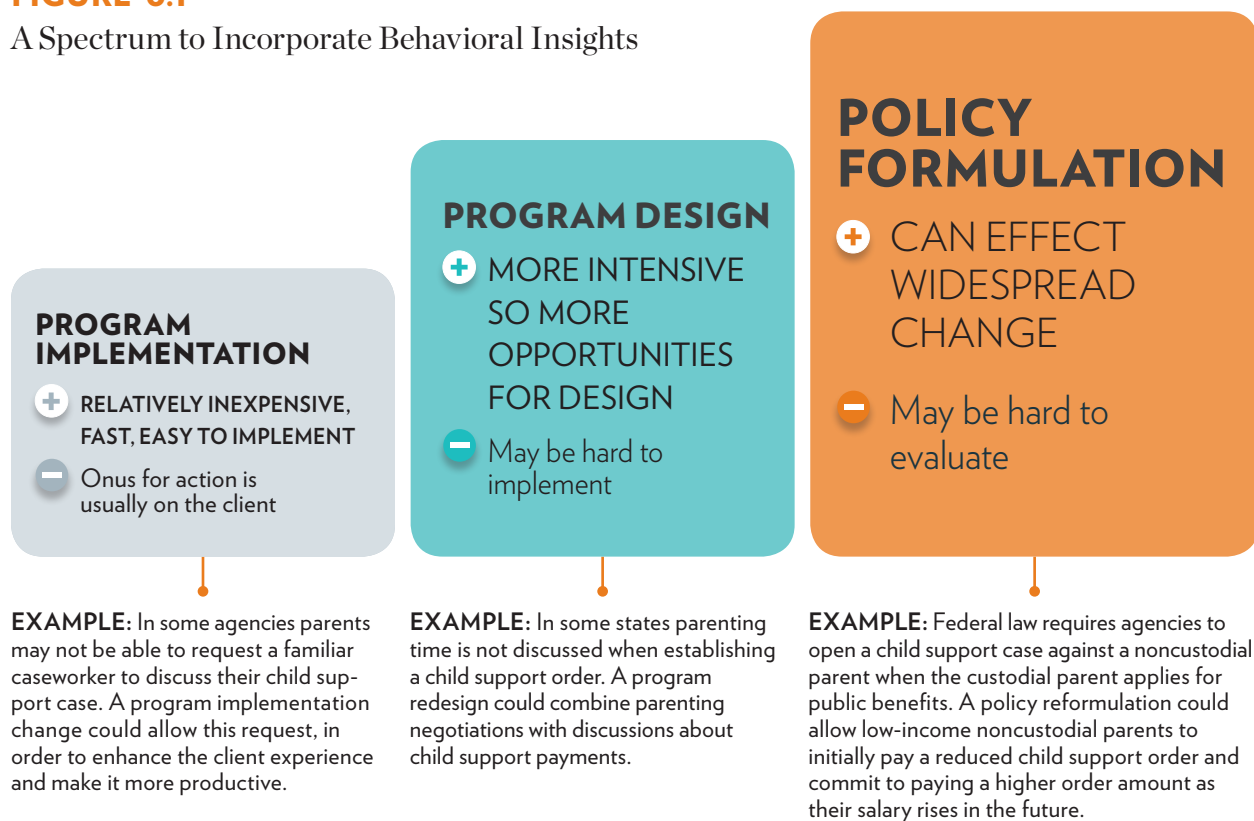 A Spectrum to Incorporate Behavioral Insights
PROGRAM
IMPLEMENTATION
+ RELATIVELY INEXPENSIVE,
FAST, EASY TO IMPLEMENT
– Onus for action is
usually on the client
EXAMPLE: In some agencies parents
may not be able to request a familiar
caseworker to discuss their child sup-
port case. A program implementation
change could allow this request, in
order to enhance the client experience
and make it more productive.
PROGRAM DESIGN
+ MORE INTENSIVE
SO MORE
OPPORTUNITIES
FOR DESIGN
– May be hard to
implement
EXAMPLE: In some states parenting
time is not discussed when establishing
a child support order. A program
redesign could combine parenting
negotiations with discussions about
child support payments.
POLICY
FORMULATION
+ CAN EFFECT
WIDESPREAD
CHANGE
– May be hard to
evaluate
EXAMPLE: Federal law requires agencies to
open a child support case against a noncustodial
parent when the custodial parent applies for
public benefits. A policy reformulation could
allow low-income noncustodial parents to
initially pay a reduced child support order and
commit to paying a higher order amount as
their salary rises in the future.